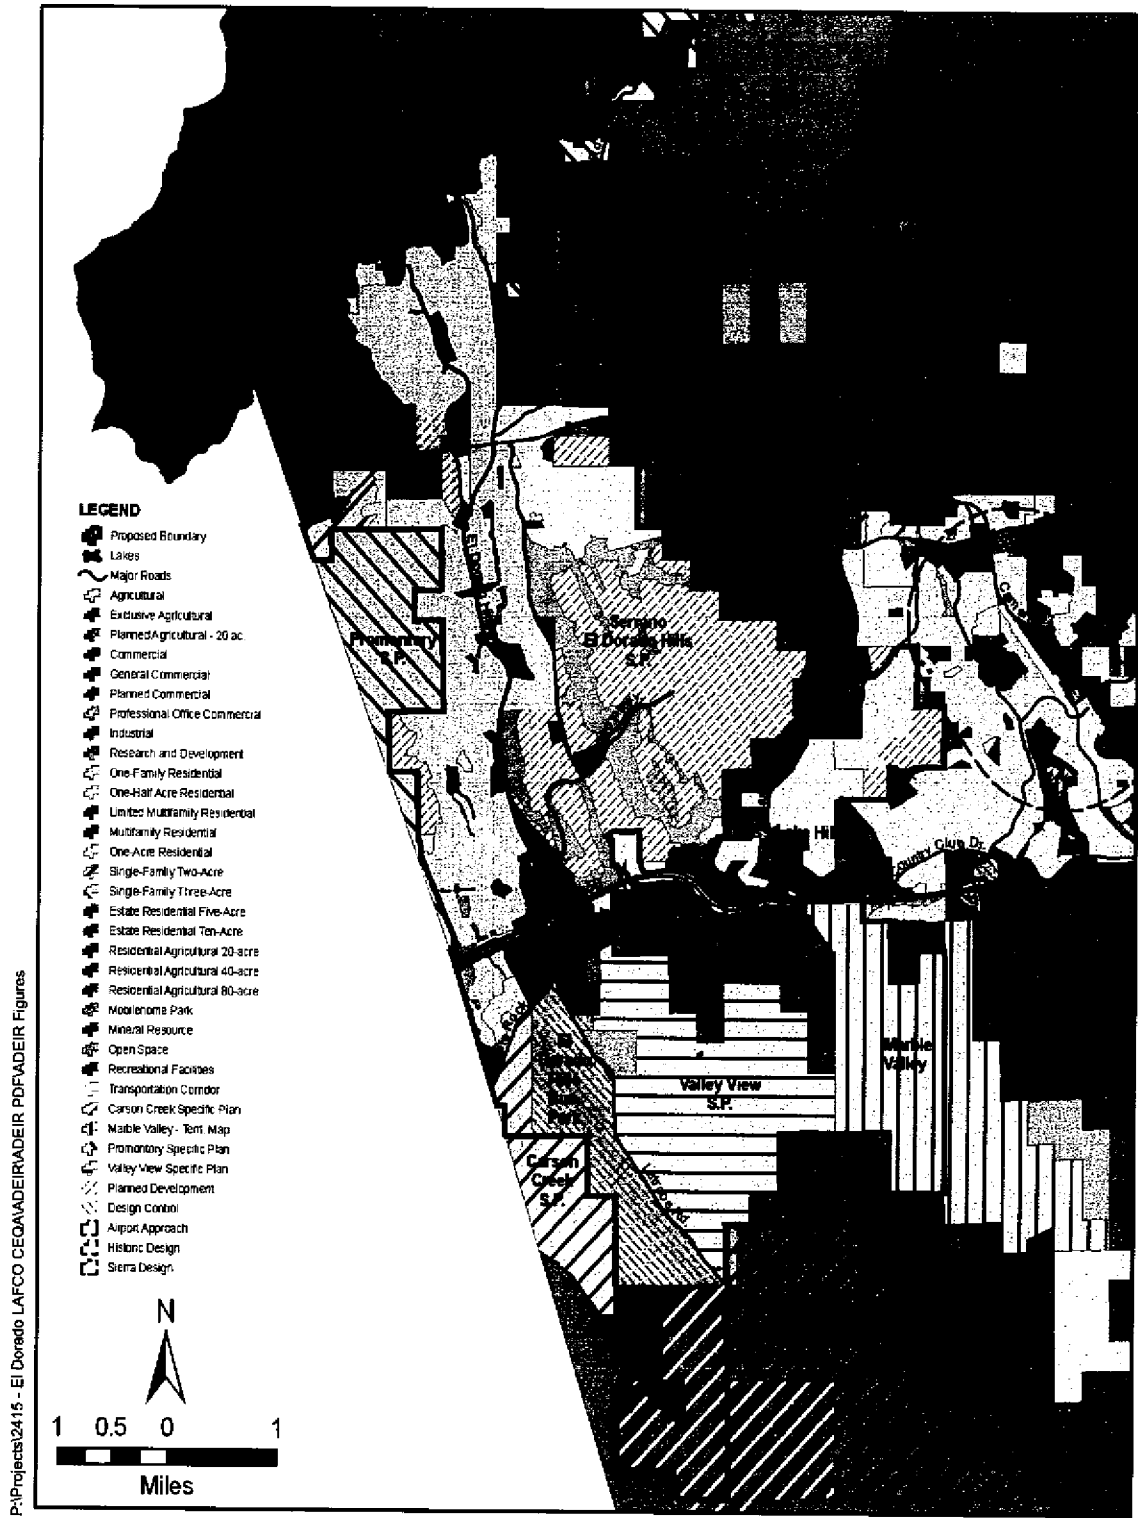 Promontory
S.P.
Serrano
El Dorado Hills
S.P.
Country Club Dr.
Marble
Valley
Valley View
S.P.
Carson
Creek
S.P.
LEGEND
Proposed Boundary
Lakes
Major Roads
Agricultural
Exclusive Agricultural
Planned Agricultural - 20 ac.
Commercial
General Commercial
Planned Commercial
Professional Office Commercial
Industrial
Research and Development
One-Family Residential
One-Half Acre Residential
Limited Multifamily Residential
Multifamily Residential
One-Acre Residential
Single-Family Two-Acre
Single-Family Three-Acre
Estate Residential Five-Acre
Estate Residential Ten-Acre
Residential Agricultural 20-acre
Residential Agricultural 40-acre
Residential Agricultural 80-acre
Mobilehome Park
Mineral Resource
Open Space
Recreational Facilities
Transportation Corridor
Carson Creek Specific Plan
Marble Valley - Tent. Map
Promontory Specific Plan
Valley View Specific Plan
Planned Development
Design Control
Airport Approach
Historic Design
Sierra Design
N
1 0.5 0 1
Miles
P:\Projects\2415 - El Dorado LAFCO CEQA\ADEIR\ADEIR PDF\ADEIR Figures